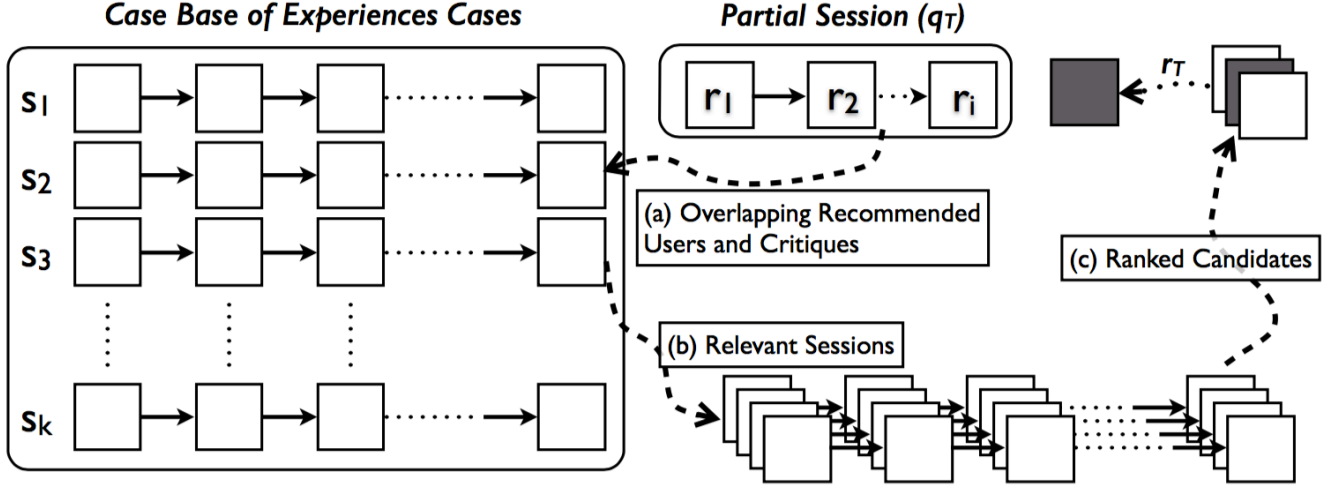 Case Base of Experiences Cases
Partial Session (qT)
s1
s2
s3
sk
r1
r2
ri
rT
(a) Overlapping Recommended
Users and Critiques
(b) Relevant Sessions
(c) Ranked Candidates